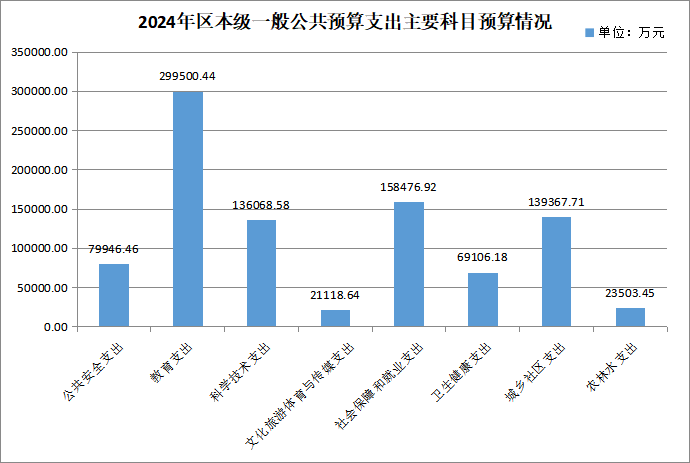 2024年区本级一般公共预算支出主要科目预算情况
单位：万元
350000.00
300000.00
250000.00
200000.00
150000.00
100000.00
50000.00
0.00
79946.46
299500.44
136068.58
21118.64
158476.92
69106.18
139367.71
23503.45
公共安全支出
教育支出
科学技术支出
文化旅游体育与传媒支出
社会保障和就业支出
卫生健康支出
城乡社区支出
农林水支出